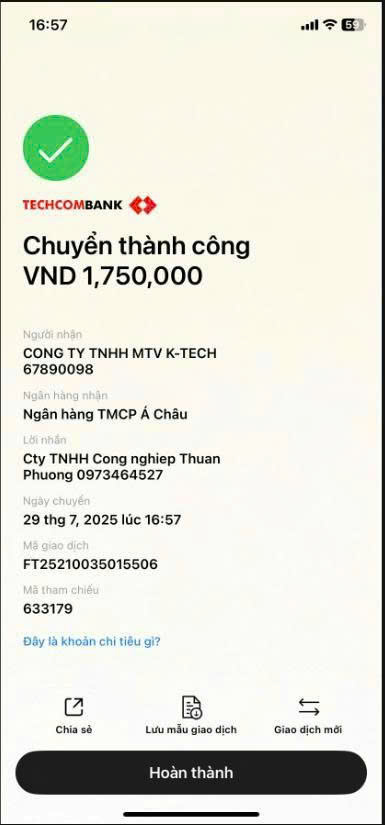 16:57
59
TECHCOMBANK
Chuyển thành công
VND 1,750,000
Người nhận
CONG TY TNHH MTV K-TECH
67890098
Ngân hàng nhận
Ngân hàng TMCP Á Châu
Lời nhắn
Cty TNHH Cong nghiep Thuan
Phuong 0973464527
Ngày chuyển
29 thg 7, 2025 lúc 16:57
Mã giao dịch
FT25210035015506
Mã tham chiếu
633179
Đây là khoản chi tiêu gì?
Chia sẻ
Lưu mẫu giao dịch
Giao dịch mới
Hoàn thành